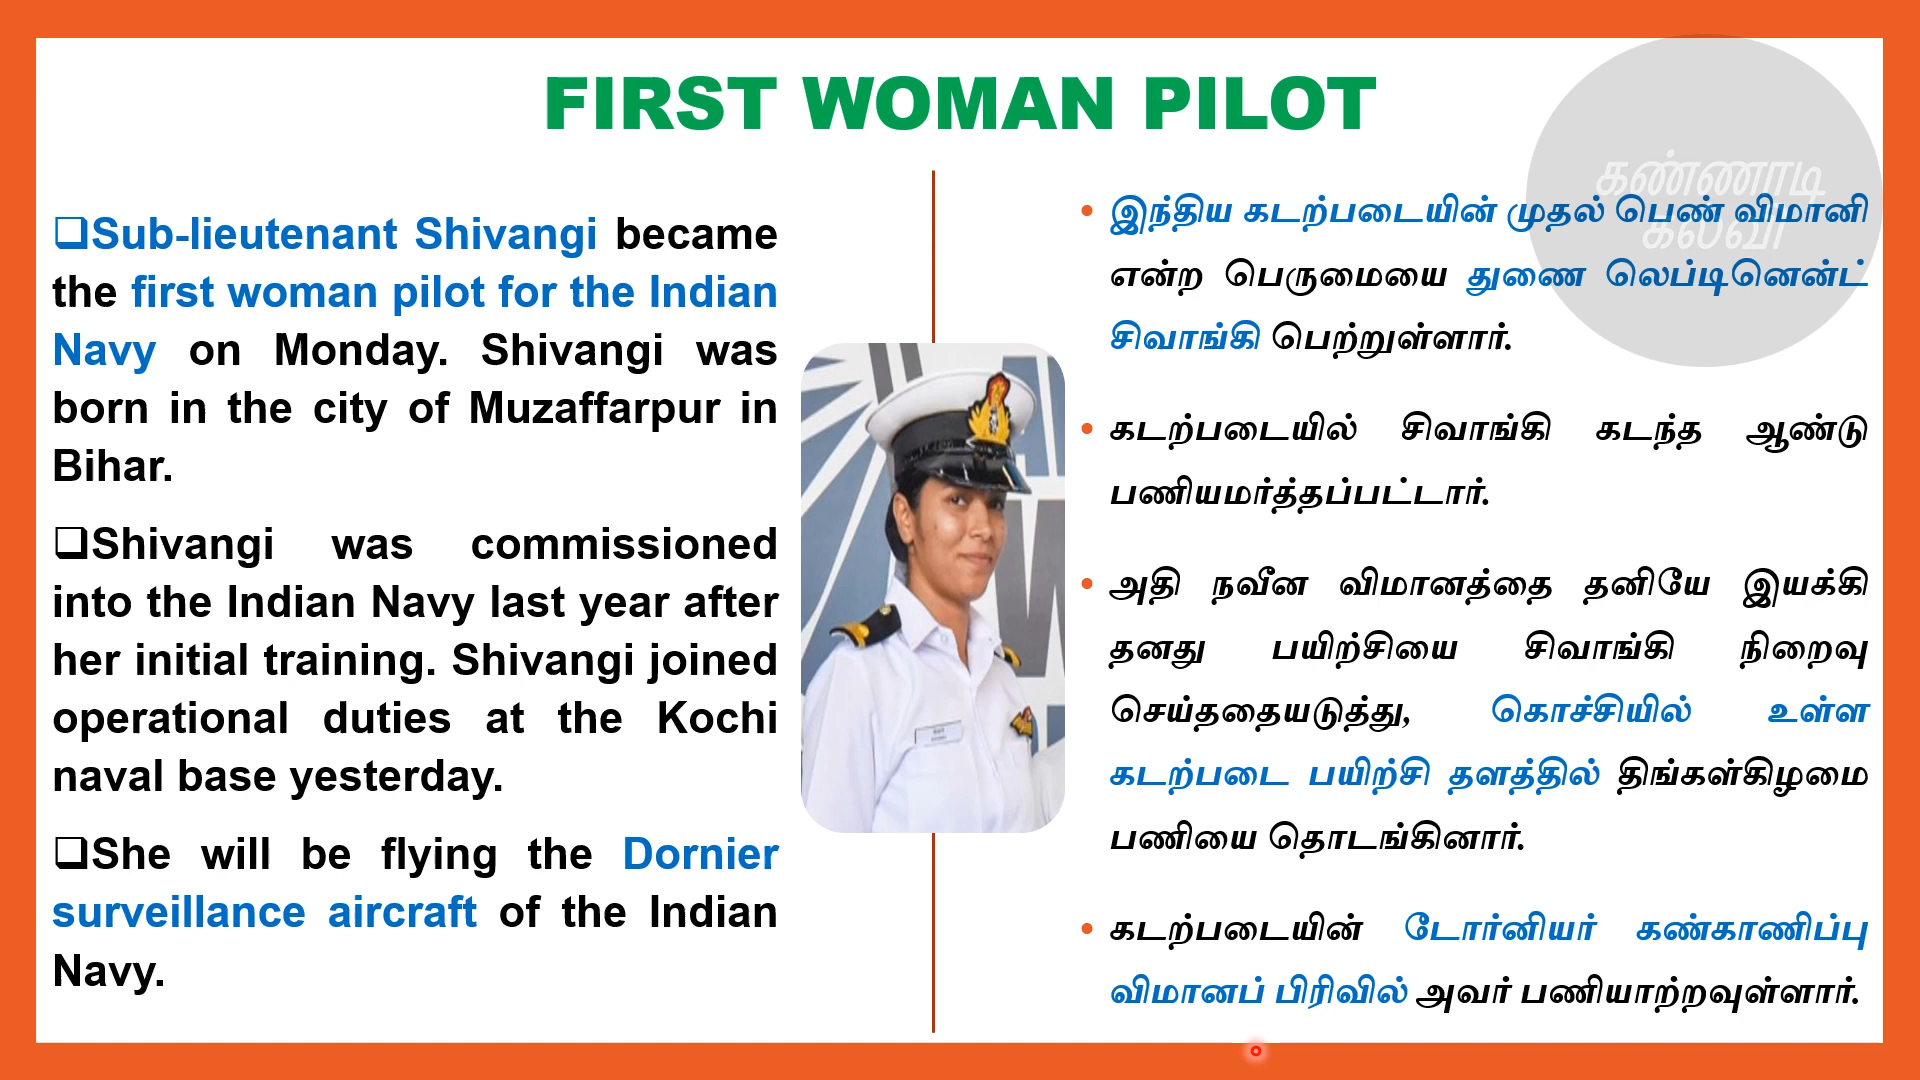 FIRST WOMAN PILOT
❑Sub-lieutenant Shivangi became
the first woman pilot for the Indian
Navy on Monday. Shivangi was
born in the city of Muzaffarpur in
Bihar.
❑Shivangi was commissioned
into the Indian Navy last year after
her initial training. Shivangi joined
operational duties at the Kochi
naval base yesterday.
❑She will be flying the Dornier
surveillance aircraft of the Indian
Navy.
கண்ணாடி
கல்வி
• இந்திய கடற்படையின் முதல் பெண் விமானி
என்ற பெருமையை துணை லெப்டினென்ட்
சிவாங்கி பெற்றுள்ளார்.
• கடற்படையில் சிவாங்கி கடந்த ஆண்டு
பணியமர்த்தப்பட்டார்.
• அதி நவீன விமானத்தை தனியே இயக்கி
தனது பயிற்சியை சிவாங்கி நிறைவு
செய்ததையடுத்து, கொச்சியில் உள்ள
கடற்படை பயிற்சி தளத்தில் திங்கள்கிழமை
பணியை தொடங்கினார்.
• கடற்படையின் டோர்னியர் கண்காணிப்பு
விமானப் பிரிவில் அவர் பணியாற்றவுள்ளார்.